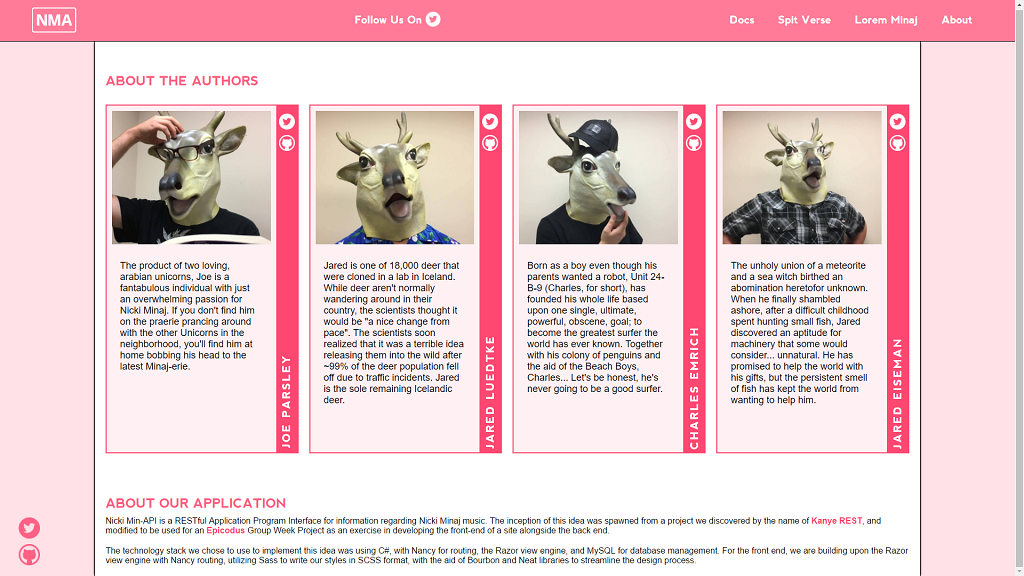 NMA
Follow Us On
Docs
Spit Verse
Lorem Minaj
About
ABOUT THE AUTHORS
The product of two loving,
arabian unicorns, Joe is a
fantabulous individual with just
an overwhelming passion for
Nicki Minaj. If you don't find him
on the praerie prancing around
with the other Unicorns in the
neighborhood, you'll find him at
home bobbing his head to the
latest Minaj-erie.
JOE PARSLEY
Jared is one of 18,000 deer that
were cloned in a lab in Iceland.
While deer aren't normally
wandering around in their
country, the scientists thought it
would be "a nice change from
pace". The scientists soon
realized that it was a terrible idea
releasing them into the wild after
~99% of the deer population fell
off due to traffic incidents. Jared
is the sole remaining Icelandic
deer.
JARED LUEDTKE
Born as a boy even though his
parents wanted a robot, Unit 24-
B-9 (Charles, for short), has
founded his whole life based
upon one single, ultimate,
powerful, obscene, goal; to
become the greatest surfer the
world has ever known. Together
with his colony of penguins and
the aid of the Beach Boys,
Charles... Let's be honest, he's
never going to be a good surfer.
CHARLES EMRICH
The unholy union of a meteorite
and a sea witch birthed an
abomination heretofor unknown.
When he finally shambled
ashore, after a difficult childhood
spent hunting small fish, Jared
discovered an aptitude for
machinery that some would
consider... unnatural. He has
promised to help the world with
his gifts, but the persistent smell
of fish has kept the world from
wanting to help him.
JARED EISEMAN
ABOUT OUR APPLICATION
Nicki Min-API is a RESTful Application Program Interface for information regarding Nicki Minaj music. The inception of this idea was spawned from a project we discovered by the name of Kanye REST, and
modified to be used for an Epicodus Group Week Project as an exercise in developing the front-end of a site alongside the back end.
The technology stack we chose to use to implement this idea was using C#, with Nancy for routing, the Razor view engine, and MySQL for database management. For the front end, we are building upon the Razor
view engine with Nancy routing, utilizing Sass to write our styles in SCSS format, with the aid of Bourbon and Neat libraries to streamline the design process.